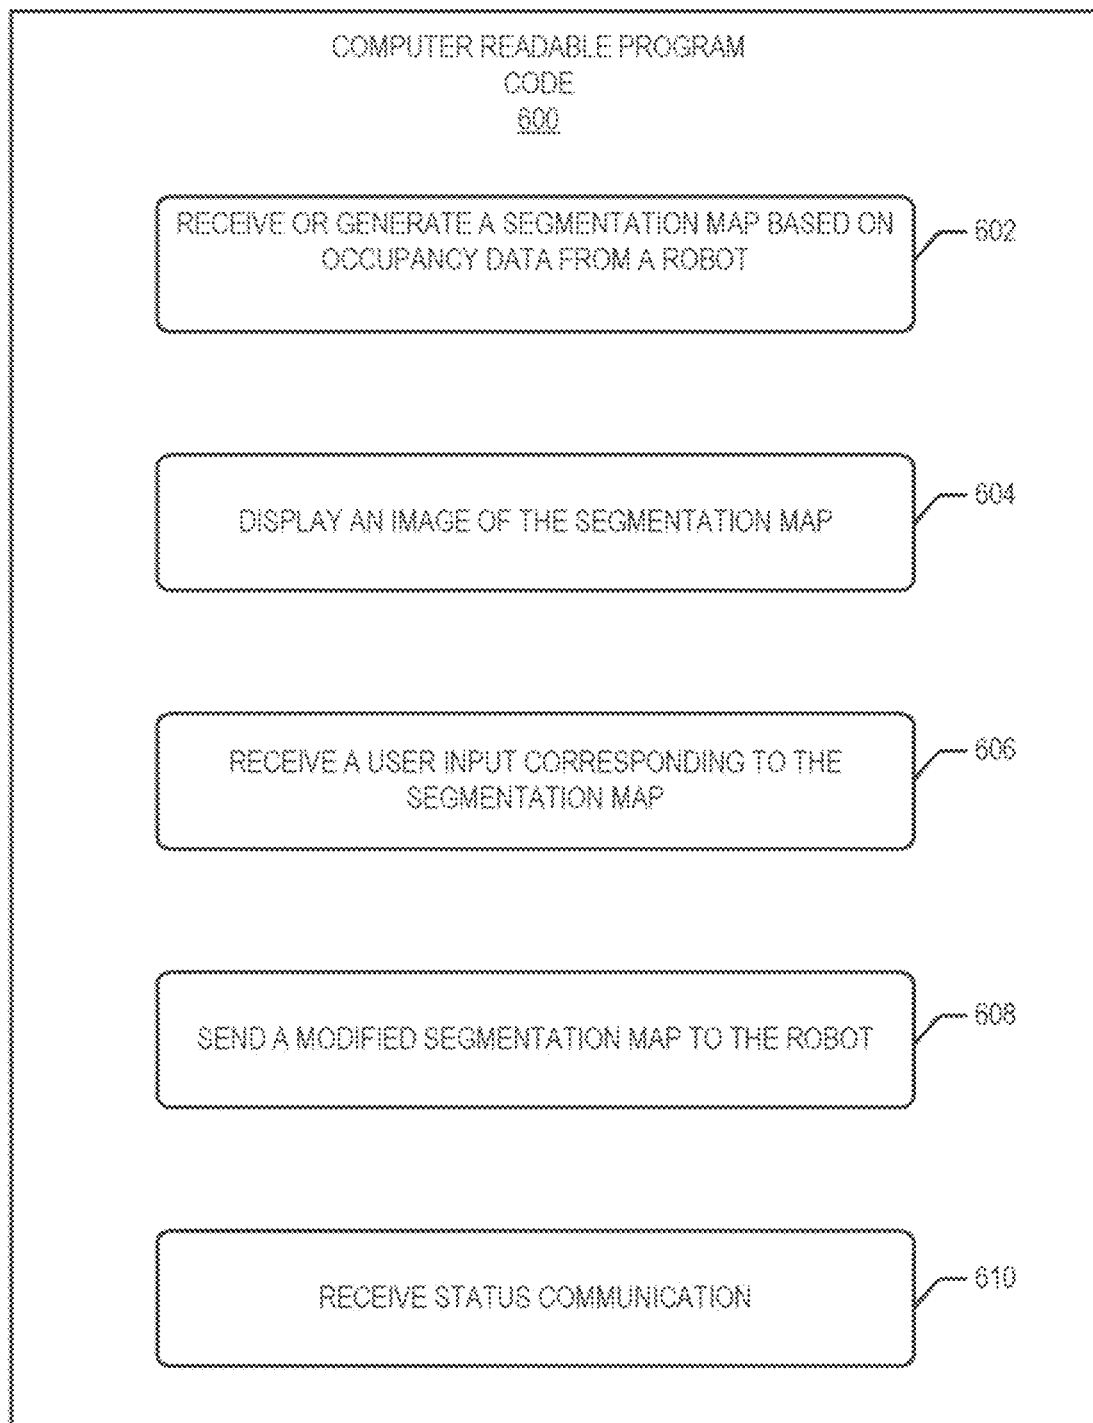 COMPUTER READABLE PROGRAM
CODE
600
RECEIVE OR GENERATE A SEGMENTATION MAP BASED ON
OCCUPANCY DATA FROM A ROBOT
602
DISPLAY AN IMAGE OF THE SEGMENTATION MAP
604
RECEIVE A USER INPUT CORRESPONDING TO THE
SEGMENTATION MAP
606
SEND A MODIFIED SEGMENTATION MAP TO THE ROBOT
608
RECEIVE STATUS COMMUNICATION
610